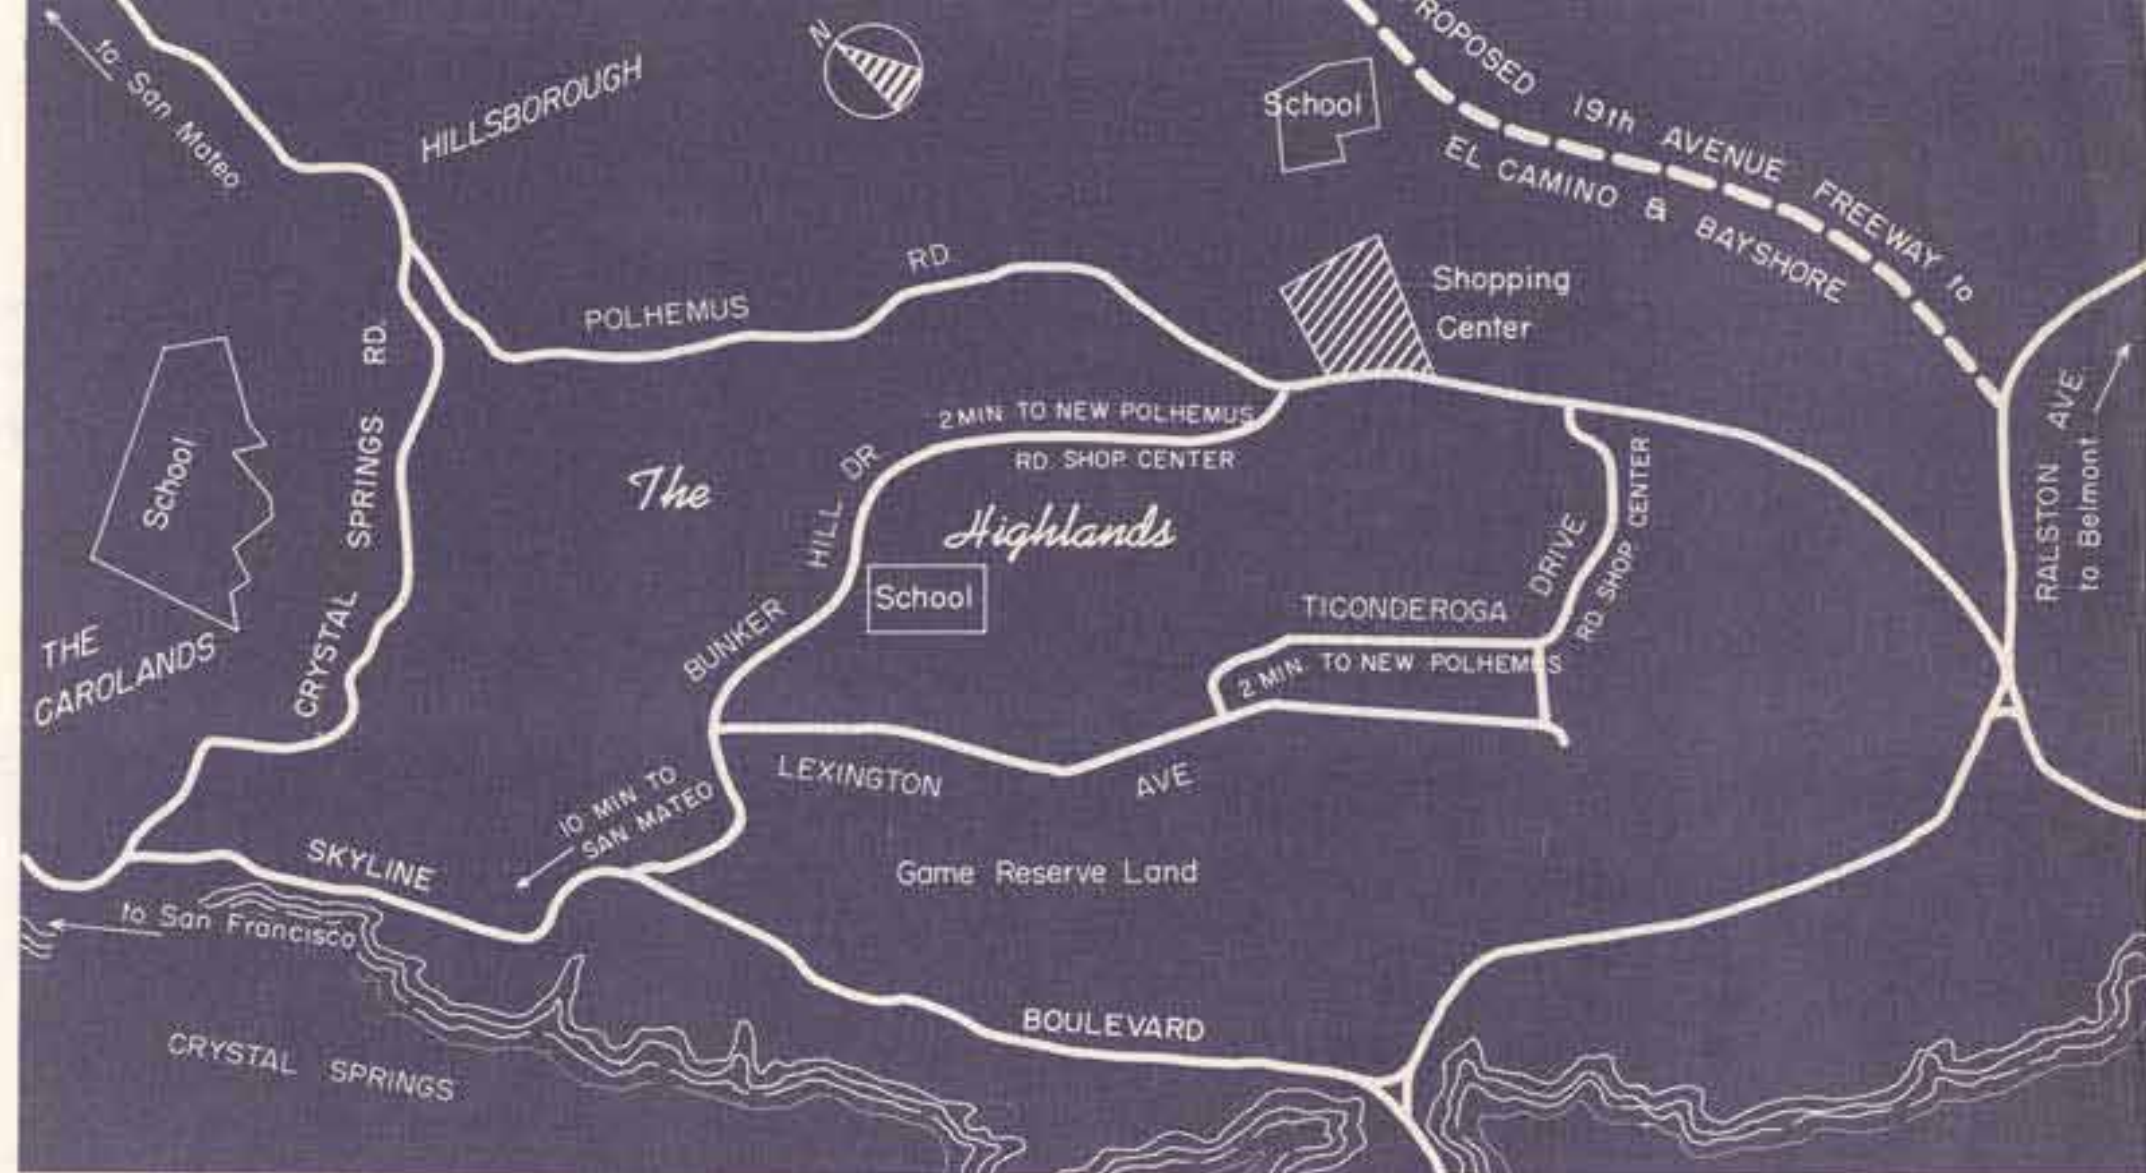 to San Mateo
HILLSBOROUGH
N
School
PROPOSED 19th AVENUE FREEWAY to
EL CAMINO & BAYSHORE
POLHEMUS RD.
Shopping
Center
School
CRYSTAL SPRINGS RD.
THE
CAROLANDS
The
Highlands
2 MIN TO NEW POLHEMUS
RD. SHOP CENTER
BUNKER HILL DR
School
TICONDEROGA DRIVE
2 MIN. TO NEW POLHEMUS
RD. SHOP CENTER
RALSTON AVE.
to Belmont
LEXINGTON AVE
10 MIN TO
SAN MATEO
Game Reserve Land
SKYLINE BOULEVARD
to San Francisco
CRYSTAL SPRINGS